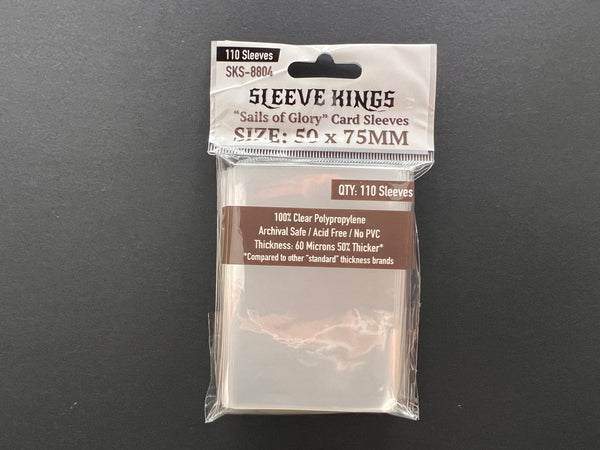 110 Sleeves
SKS-8804
SLEEVE KINGS
"Sails of Glory" Card Sleeves
SIZE: 50 x 75MM
QTY: 110 Sleeves
100% Clear Polypropylene
Archival Safe / Acid Free / No PVC
Thickness: 60 Microns 50% Thicker*
*Compared to other "standard" thickness brands